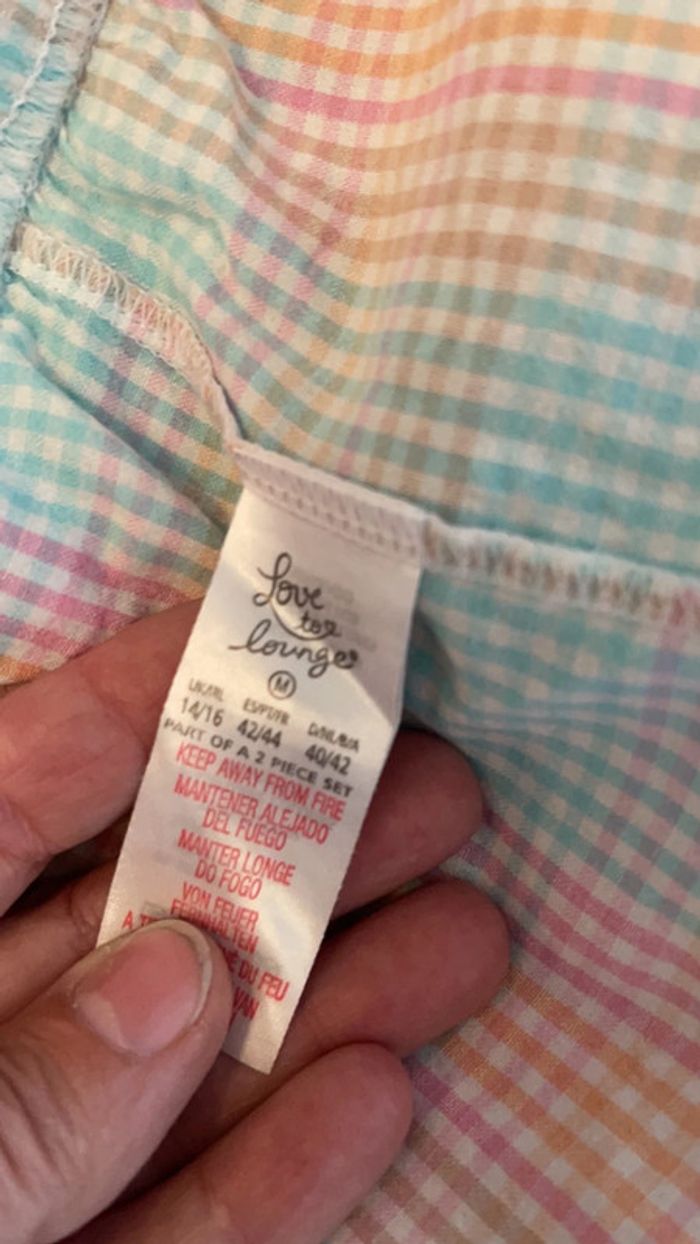 Love
to
lounge
M
UK/IRL ES/PT/FR D/NL/B/A
14/16 42/44 40/42
PART OF A 2 PIECE SET
KEEP AWAY FROM FIRE
MANTENER ALEJADO
DEL FUEGO
MANTER LONGE
DO FOGO
VON FEUER
DU FEU